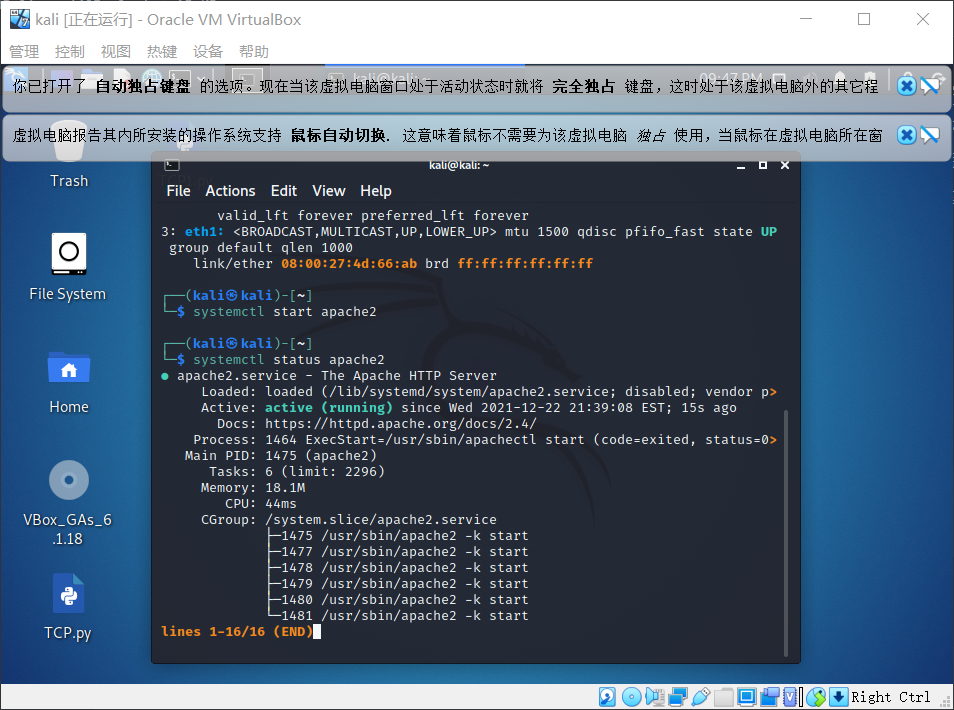 kali [正在运行] - Oracle VM VirtualBox
管理 控制 视图 热键 设备 帮助
你已打开了 自动独占键盘 的选项。现在当该虚拟电脑窗口处于活动状态时就将 完全独占 键盘，这时处于该虚拟电脑外的其它程
虚拟电脑报告其内所安装的操作系统支持 鼠标自动切换. 这意味着鼠标不需要为该虚拟电脑 独占 使用，当鼠标在虚拟电脑所在窗
Trash
File System
Home
VBox_GAs_6
.1.18
TCP.py
kali@kali: ~
File Actions Edit View Help
valid_lft forever preferred_lft forever
3: eth1: <BROADCAST,MULTICAST,UP,LOWER_UP> mtu 1500 qdisc pfifo_fast state UP
group default qlen 1000
link/ether 08:00:27:4d:66:ab brd ff:ff:ff:ff:ff:ff
┌──(kali㉿kali)-[~]
└─$ systemctl start apache2
┌──(kali㉿kali)-[~]
└─$ systemctl status apache2
● apache2.service - The Apache HTTP Server
Loaded: loaded (/lib/systemd/system/apache2.service; disabled; vendor p>
Active: active (running) since Wed 2021-12-22 21:39:08 EST; 15s ago
Docs: https://httpd.apache.org/docs/2.4/
Process: 1464 ExecStart=/usr/sbin/apachectl start (code=exited, status=0>
Main PID: 1475 (apache2)
Tasks: 6 (limit: 2296)
Memory: 18.1M
CPU: 44ms
CGroup: /system.slice/apache2.service
├─1475 /usr/sbin/apache2 -k start
├─1477 /usr/sbin/apache2 -k start
├─1478 /usr/sbin/apache2 -k start
├─1479 /usr/sbin/apache2 -k start
├─1480 /usr/sbin/apache2 -k start
└─1481 /usr/sbin/apache2 -k start
lines 1-16/16 (END)
Right Ctrl